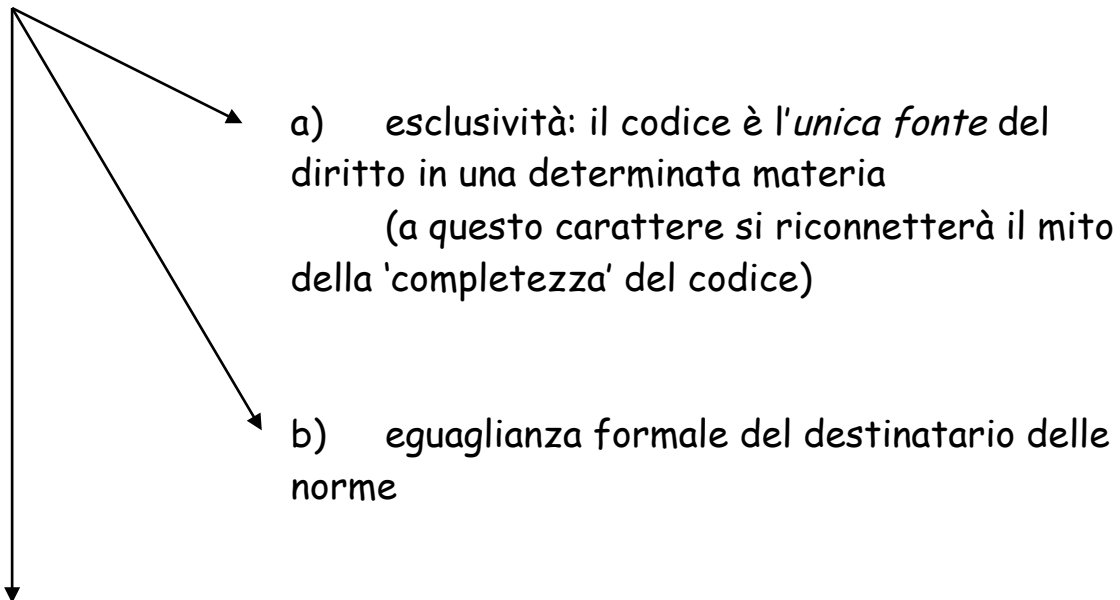 a) esclusività: il codice è l'unica fonte del
diritto in una determinata materia
(a questo carattere si riconnetterà il mito
della ‘completezza’ del codice)
b) eguaglianza formale del destinatario delle
norme